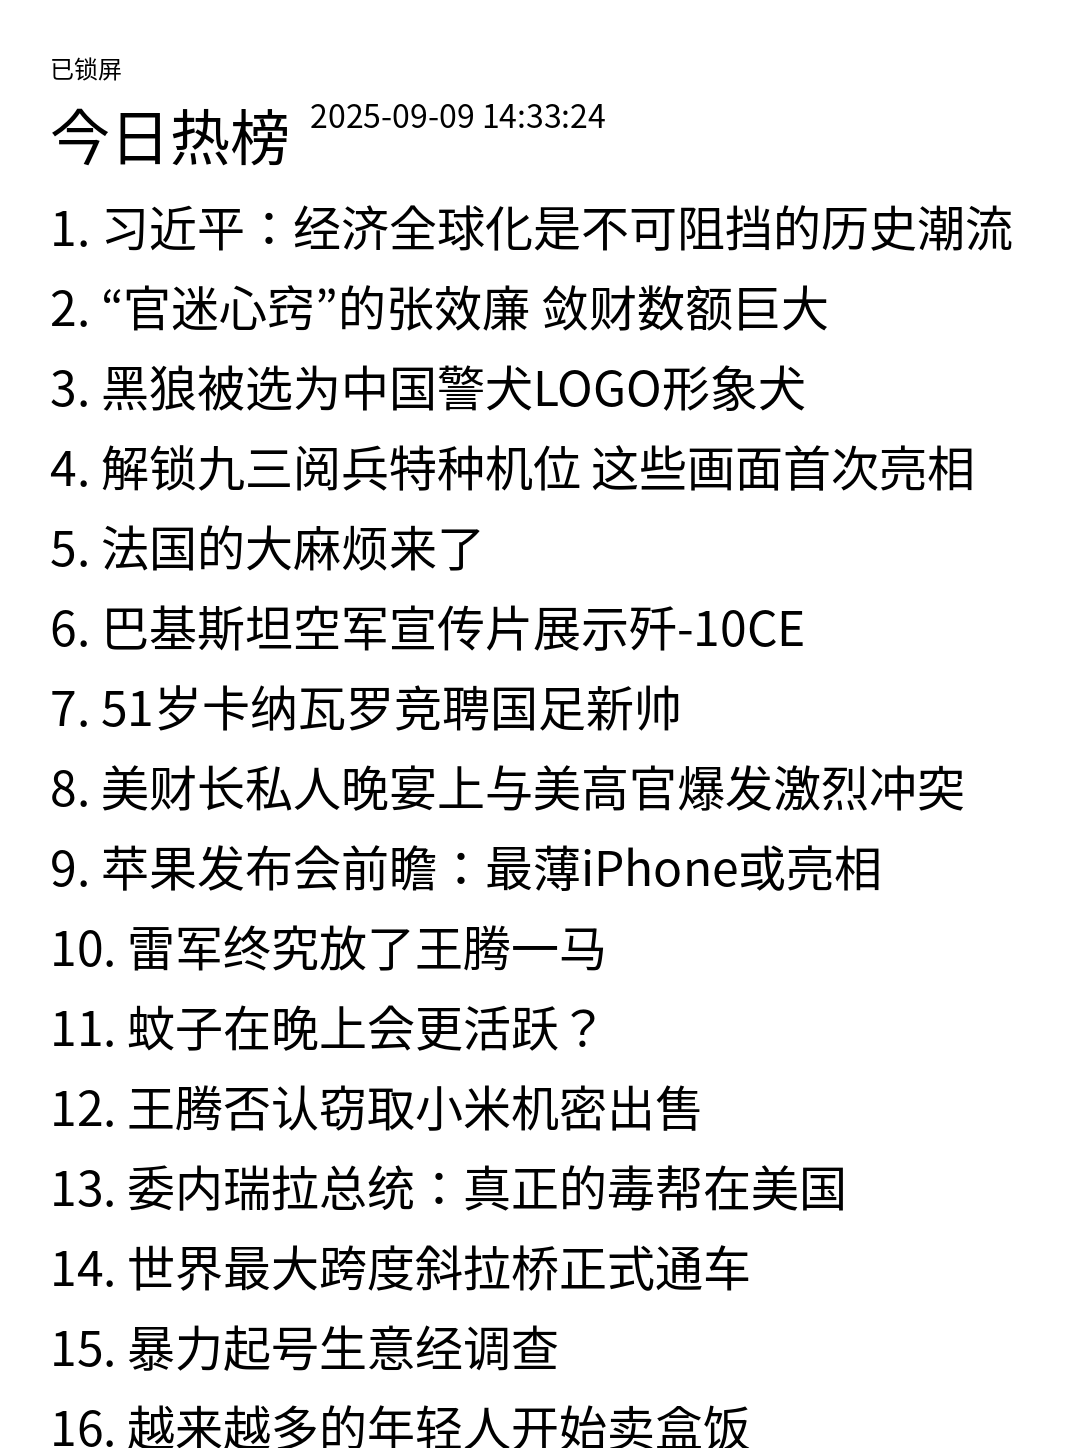 已锁屏
今日热榜 2025-09-09 14:33:24
1. 习近平：经济全球化是不可阻挡的历史潮流
2. “官迷心窍”的张效廉 敛财数额巨大
3. 黑狼被选为中国警犬LOGO形象犬
4. 解锁九三阅兵特种机位 这些画面首次亮相
5. 法国的大麻烦来了
6. 巴基斯坦空军宣传片展示歼-10CE
7. 51岁卡纳瓦罗竞聘国足新帅
8. 美财长私人晚宴上与美高官爆发激烈冲突
9. 苹果发布会前瞻：最薄iPhone或亮相
10. 雷军终究放了王腾一马
11. 蚊子在晚上会更活跃？
12. 王腾否认窃取小米机密出售
13. 委内瑞拉总统：真正的毒帮在美国
14. 世界最大跨度斜拉桥正式通车
15. 暴力起号生意经调查
16. 越来越多的年轻人开始卖盒饭